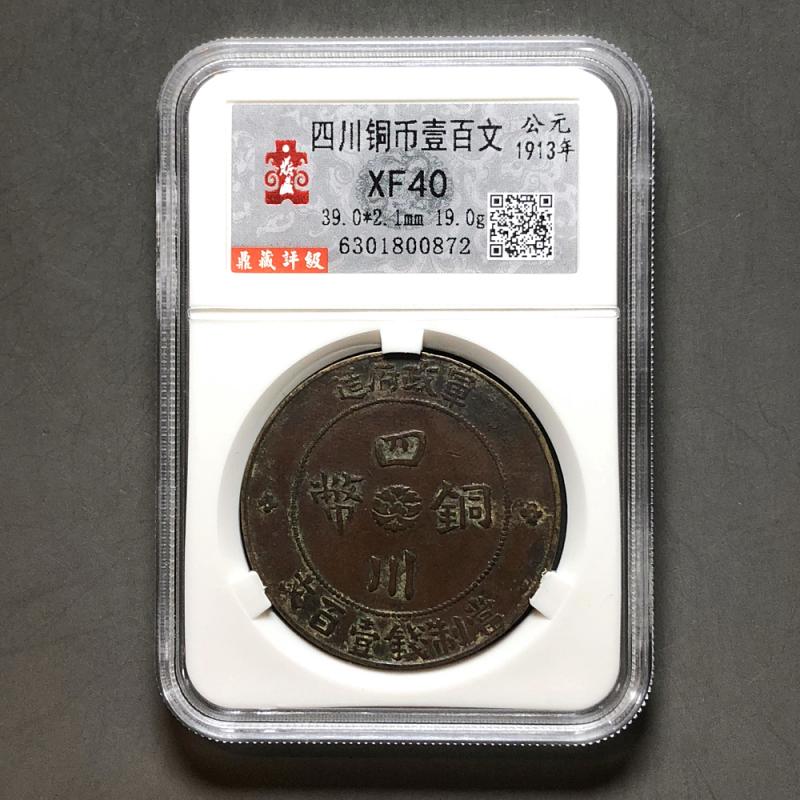 四川铜币壹百文
公元
1913年
XF40
39.0*2.1mm 19.0g
6301800872
鼎藏評級
鼎藏
軍政府造
四川銅幣
當制錢壹百文